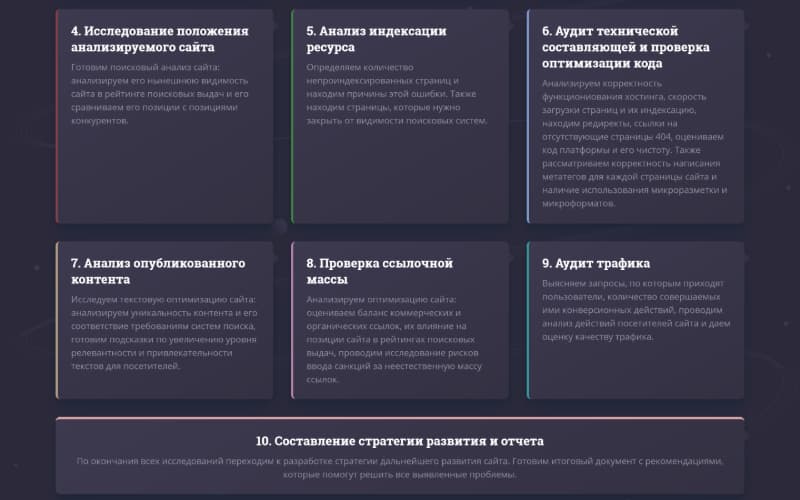 4. Исследование положения
анализируемого сайта
Готовим поисковый анализ сайта:
анализируем его нынешнюю видимость
сайта в рейтинге поисковых выдач и его
сравниваем его позиции с позициями
конкурентов.
5. Анализ индексации
ресурса
Определяем количество
непроиндексированных страниц и
находим причины этой ошибки. Также
находим страницы, которые нужно
закрыть от видимости поисковых систем.
6. Аудит технической
составляющей и проверка
оптимизации кода
Анализируем корректность
функциониования хостинга, скорость
загрузки страниц и их индексацию,
находим редиректы, ссылки на
отсутствующие страницы 404, оцениваем
код платформы и его чистоту. Также
рассматриваем корректность написания
метатегов для каждой страницы сайта и
наличие использования микроразметки и
микроформатов.
7. Анализ опубликованного
контента
Исследуем текстовую оптимизацию сайта:
анализируем уникальность контента и его
соответствие требованиям систем поиска,
готовим подсказки по увеличению уровня
релевантности и привлекательности
текстов для посетителей.
8. Проверка ссылочной
массы
Анализируем оптимизацию сайта:
оцениваем баланс коммерческих и
органических ссылок, их влияние на
позиции сайта в рейтингах поисковых
выдач, проводим исследование рисков
ввода санкций за неестественную массу
ссылок.
9. Аудит трафика
Выясняем запросы, по которым приходят
пользователи, количество совершаемых
ими конверсионных действий, проводим
анализ действий посетителей сайта и даем
оценку качеству трафика.
10. Составление стратегии развития и отчета
По окончания всех исследований переходим к разработке стратегии дальнейшего развития сайта. Готовим итоговый документ с рекомендациями,
которые помогут решить все выявленные проблемы.